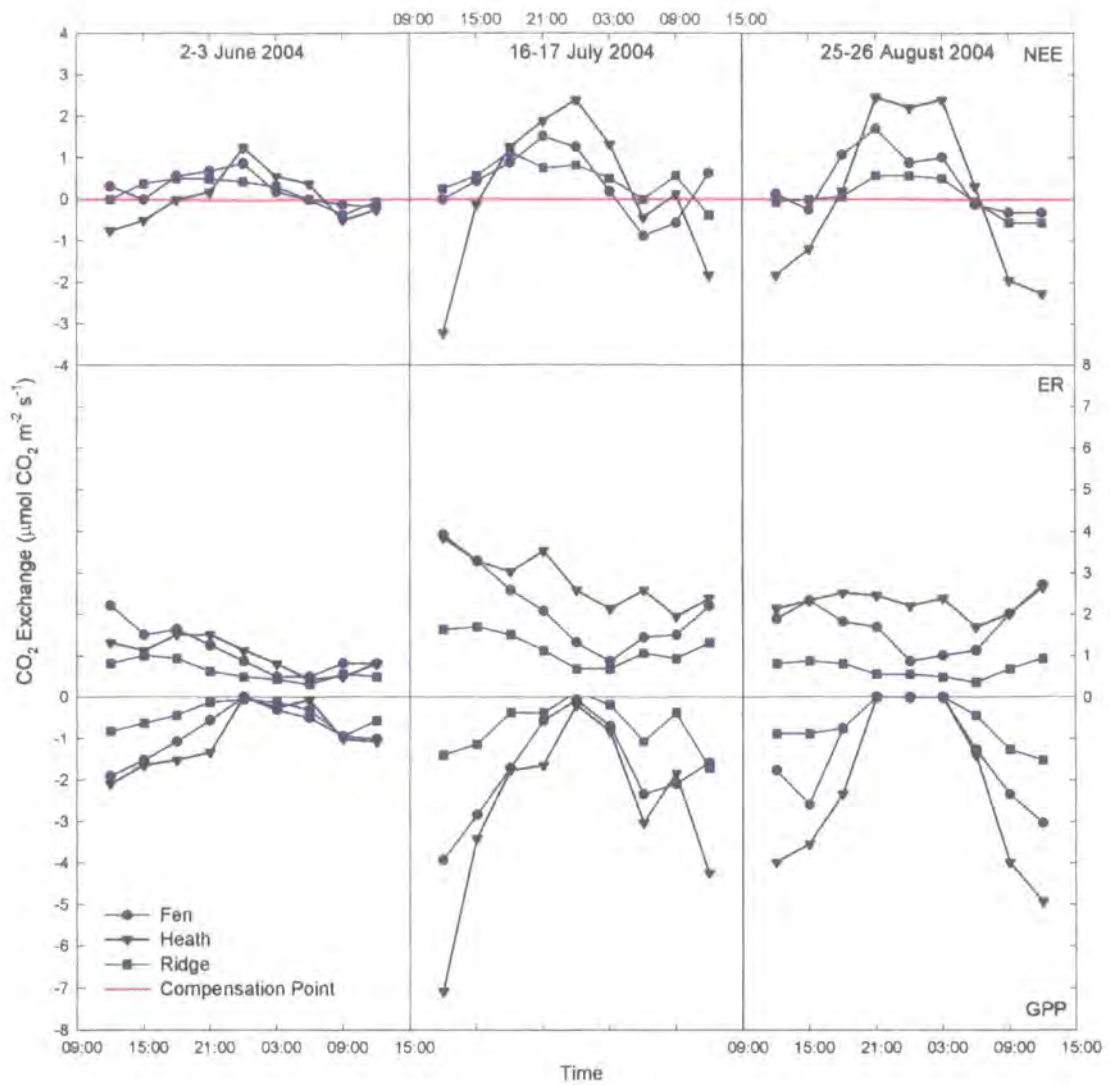 09:00 15:00 21:00 03:00 09:00 15:00
2-3 June 2004
16-17 July 2004
25-26 August 2004
NEE
4
3
2
1
0
-1
-2
-3
-4
8
ER
7
6
5
4
3
2
1
0
0
-1
-2
-3
-4
-5
-6
-7
-8
CO₂ Exchange (µmol CO₂ m⁻² s⁻¹)
Fen
Heath
Ridge
Compensation Point
GPP
09:00 15:00 21:00 03:00 09:00 15:00
09:00 15:00 21:00 03:00 09:00 15:00
Time